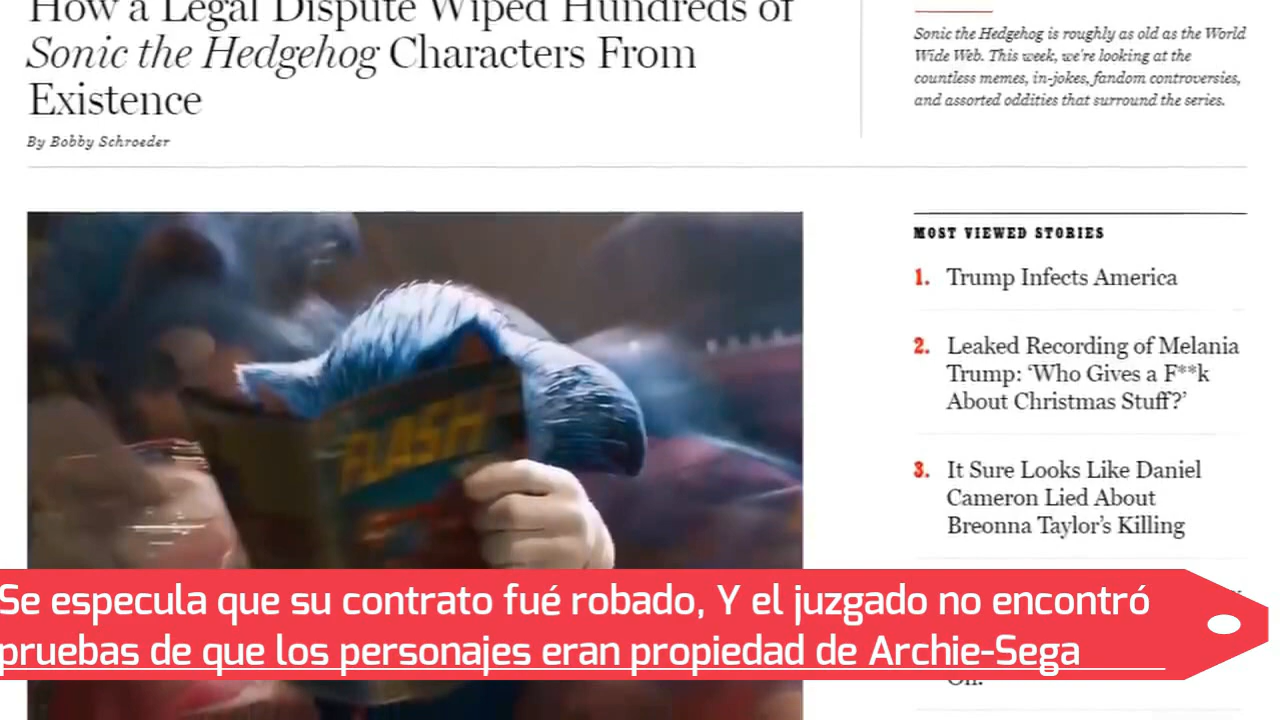 How a Legal Dispute Wiped Hundreds of
Sonic the Hedgehog Characters From
Existence
By Bobby Schroeder
Sonic the Hedgehog is roughly as old as the World
Wide Web. This week, we're looking at the
countless memes, in-jokes, fandom controversies,
and assorted oddities that surround the series.
MOST VIEWED STORIES
1. Trump Infects America
2. Leaked Recording of Melania
Trump: ‘Who Gives a F**k
About Christmas Stuff?’
3. It Sure Looks Like Daniel
Cameron Lied About
Breonna Taylor’s Killing
FLASH
Se especula que su contrato fué robado, Y el juzgado no encontró
pruebas de que los personajes eran propiedad de Archie-Sega